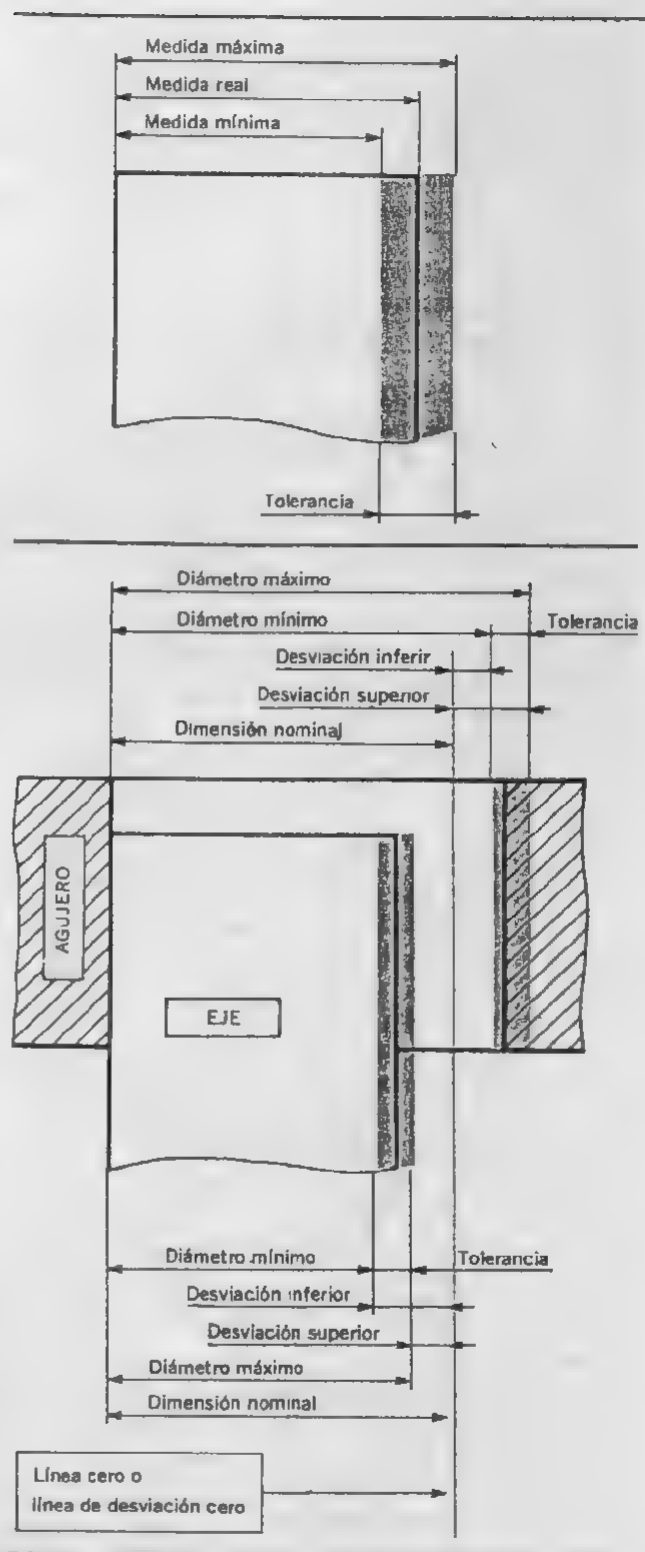 Medida máxima
Medida real
Medida mínima
Tolerancia
Diámetro máximo
Diámetro mínimo
Tolerancia
Desviación inferir
Desviación superior
Dimensión nominal
AGUJERO
EJE
Diámetro mínimo
Tolerancia
Desviación inferior
Desviación superior
Diámetro máximo
Dimensión nominal
Línea cero o
línea de desviación cero